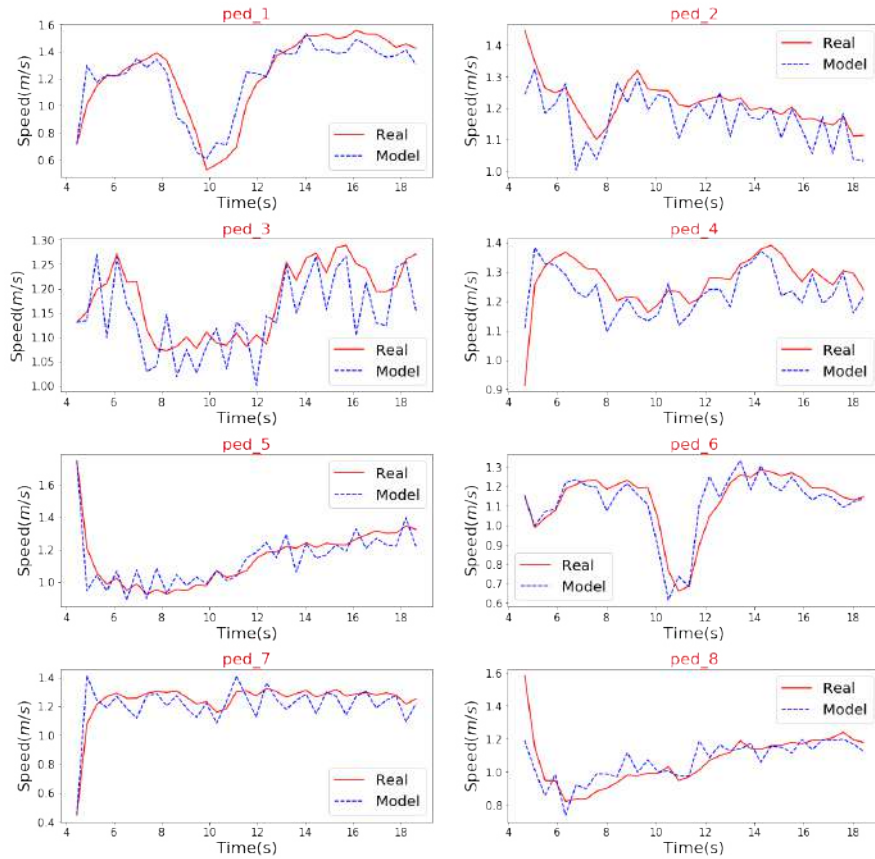 ped_1
1.6
1.4
1.2
1.0
0.8
0.6
Speed(m/s)
Real
Model
4 6 8 10 12 14 16 18
Time(s)
ped_2
1.4
1.3
1.2
1.1
1.0
Speed(m/s)
Real
Model
4 6 8 10 12 14 16 18
Time(s)
ped_3
1.30
1.25
1.20
1.15
1.10
1.05
1.00
Speed(m/s)
Real
Model
4 6 8 10 12 14 16 18
Time(s)
ped_4
1.4
1.3
1.2
1.1
1.0
0.9
Speed(m/s)
Real
Model
4 6 8 10 12 14 16 18
Time(s)
ped_5
1.6
1.4
1.2
1.0
Speed(m/s)
Real
Model
4 6 8 10 12 14 16 18
Time(s)
ped_6
1.3
1.2
1.1
1.0
0.9
0.8
0.7
0.6
Speed(m/s)
Real
Model
4 6 8 10 12 14 16 18
Time(s)
ped_7
1.4
1.2
1.0
0.8
0.6
0.4
Speed(m/s)
Real
Model
4 6 8 10 12 14 16 18
Time(s)
ped_8
1.6
1.4
1.2
1.0
0.8
Speed(m/s)
Real
Model
4 6 8 10 12 14 16 18
Time(s)